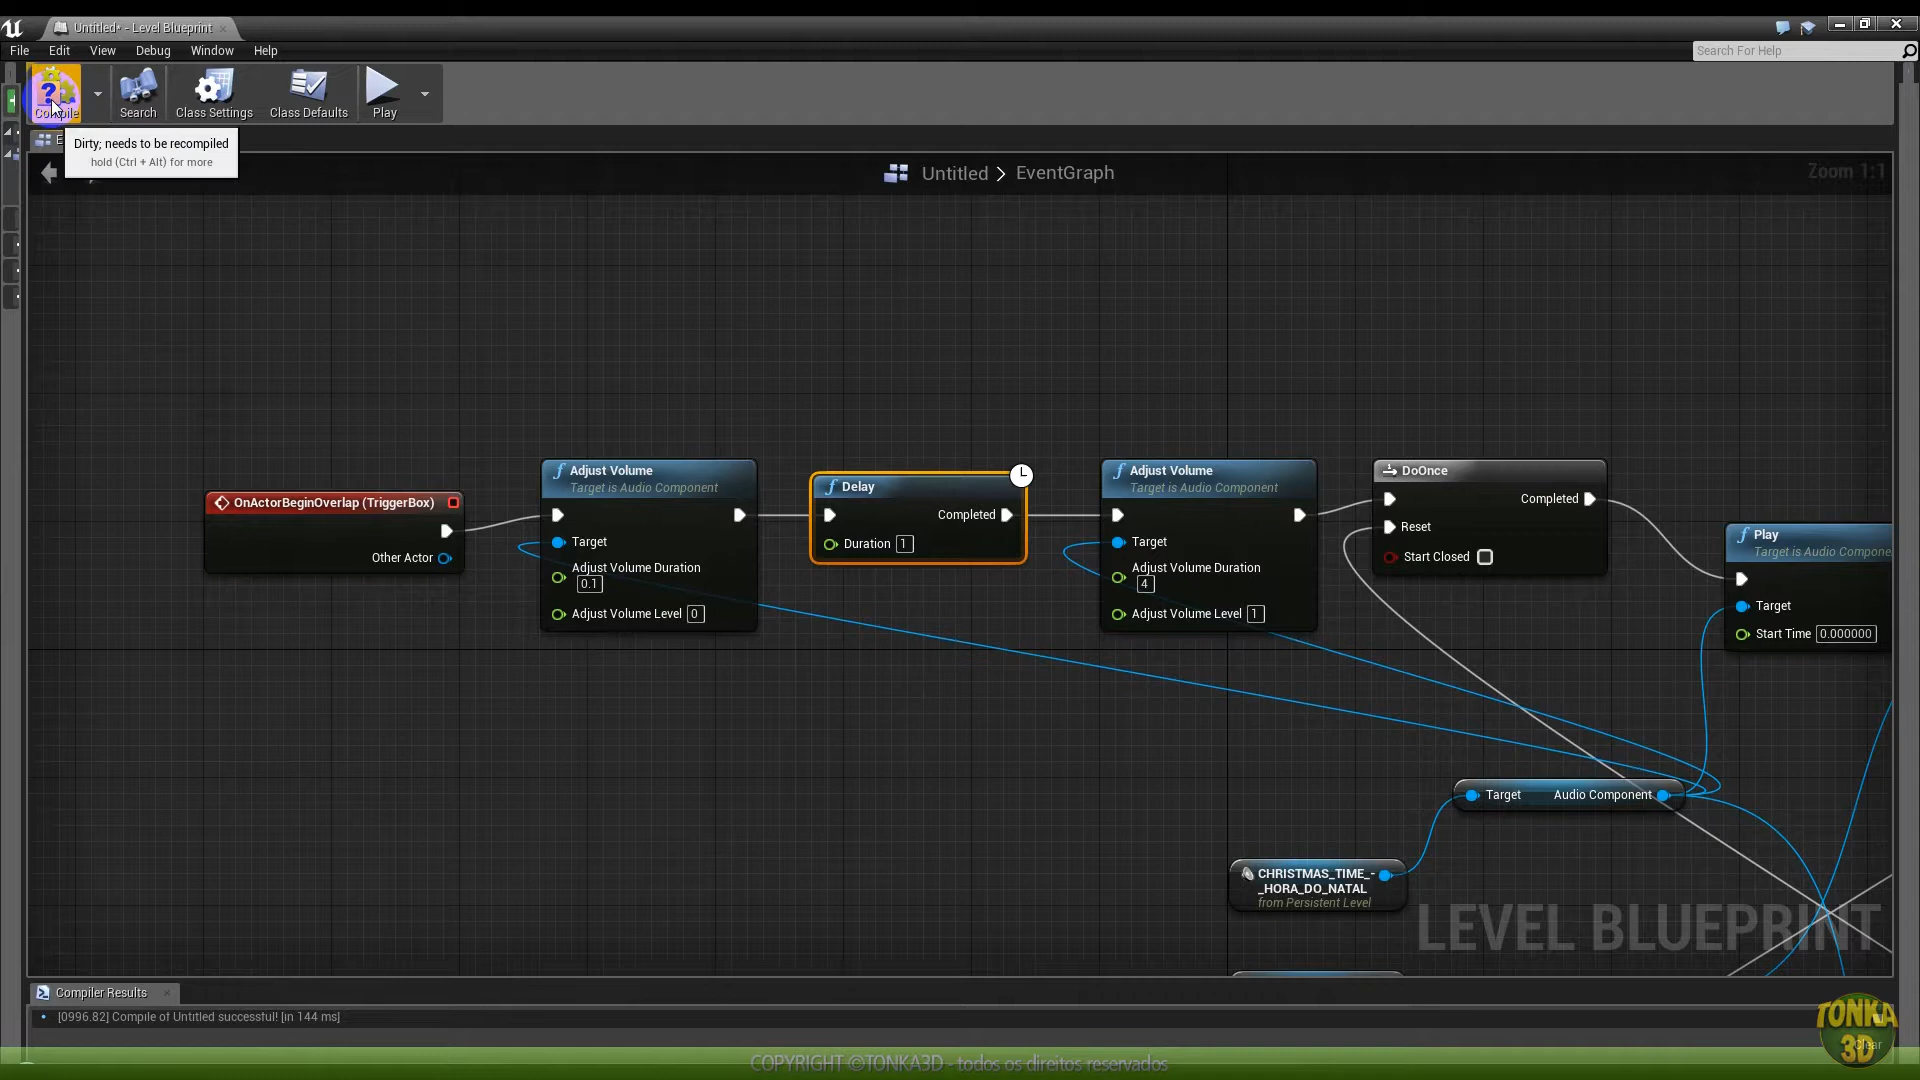 Untitled* - Level Blueprint
File Edit View Debug Window Help
Search For Help
Compile
Search
Class Settings
Class Defaults
Play
Dirty; needs to be recompiled
hold (Ctrl + Alt) for more
Untitled > EventGraph
Zoom 1:1
OnActorBeginOverlap (TriggerBox)
Other Actor
Adjust Volume
Target is Audio Component
Target
Adjust Volume Duration
0.1
Adjust Volume Level 0
Delay
Completed
Duration 1
Adjust Volume
Target is Audio Component
Target
Adjust Volume Duration
4
Adjust Volume Level 1
DoOnce
Completed
Reset
Start Closed
Play
Target is Audio Compone
Target
Start Time 0.000000
Target Audio Component
CHRISTMAS_TIME_-
_HORA_DO_NATAL
from Persistent Level
LEVEL BLUEPRINT
Compiler Results
[0996.82] Compile of Untitled successful! [in 144 ms]
TONKA
3D
Clear
COPYRIGHT ©TONKA3D - todos os direitos reservados